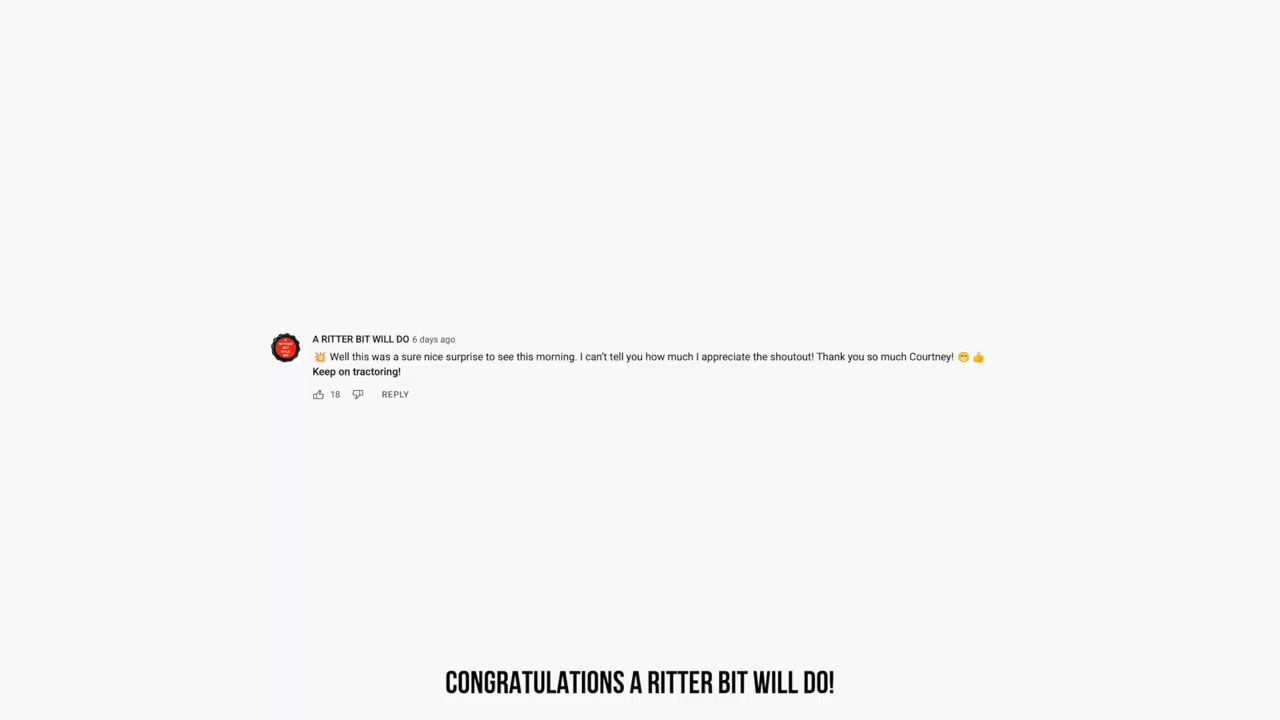 A RITTER BIT WILL DO 6 days ago
💥 Well this was a sure nice surprise to see this morning. I can't tell you how much I appreciate the shoutout! Thank you so much Courtney! 😁 👍
Keep on tractoring!
18 REPLY
CONGRATULATIONS A RITTER BIT WILL DO!